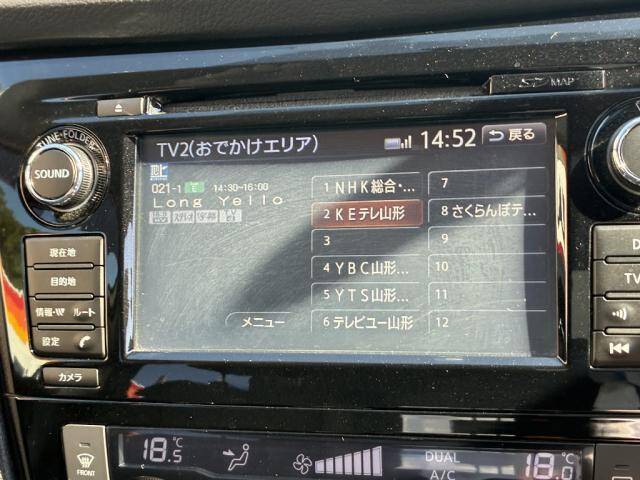 SD MAP
TUNE·FOLDER
SOUND
TV2(おでかけエリア)
14:52
戻る
地上
021-1 E 14:30-16:00
Long Yello
1 NHK総合・...
2 KEテレ山形
3
4 YBC山形...
5 YTS山形...
6 テレビユー山形
7
8 さくらんぼテ...
9
10
11
12
メニュー
現在地
目的地
情報・VV ルート
設定
カメラ
D
TV
FRONT
18.5 °C
DUAL
A/C
18.0 °C